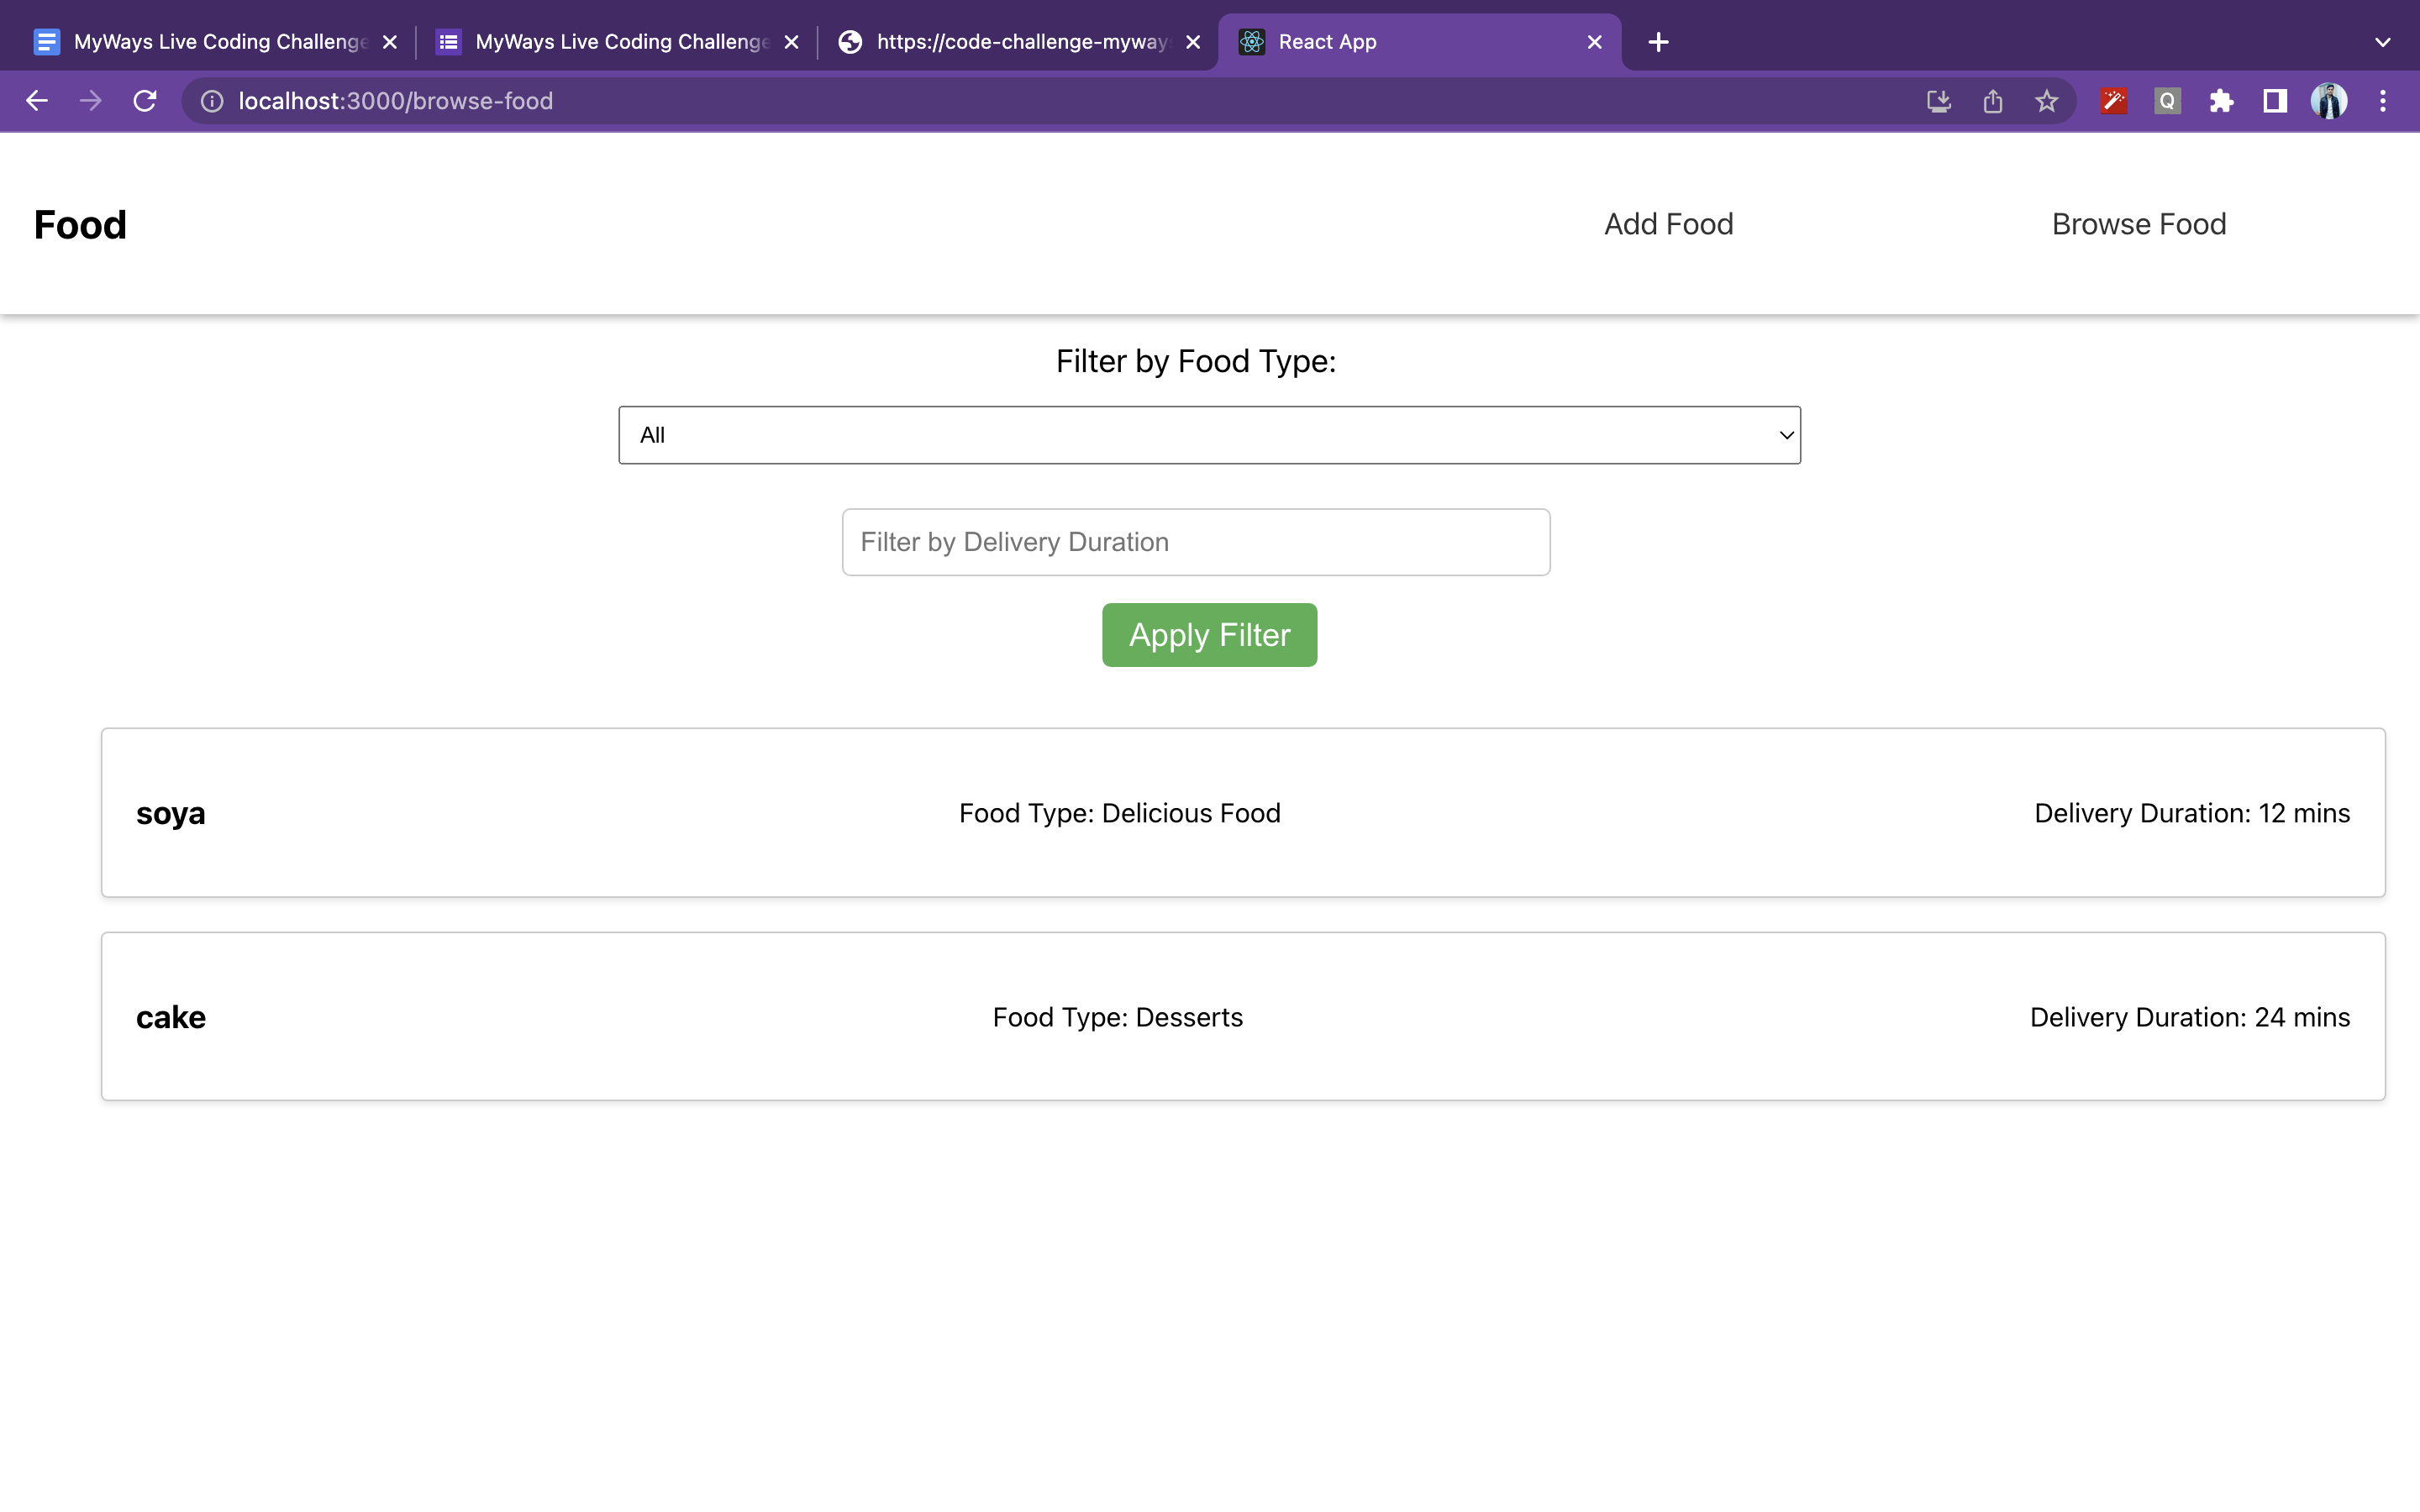 MyWays Live Coding Challenge
MyWays Live Coding Challenge
https://code-challenge-myway
React App
localhost:3000/browse-food
Q
Food
Add Food
Browse Food
Filter by Food Type:
All
Filter by Delivery Duration
Apply Filter
soya
Food Type: Delicious Food
Delivery Duration: 12 mins
cake
Food Type: Desserts
Delivery Duration: 24 mins